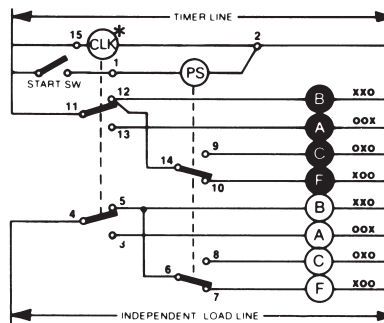 TIMER LINE
15 CLK * 2
START SW 1 PS
12 B XXO
11
13 A OOX
9 C OXO
14
10 F XOO
5 B XXO
4
3 A OOX
8 C OXO
6
7 F XOO
INDEPENDENT LOAD LINE